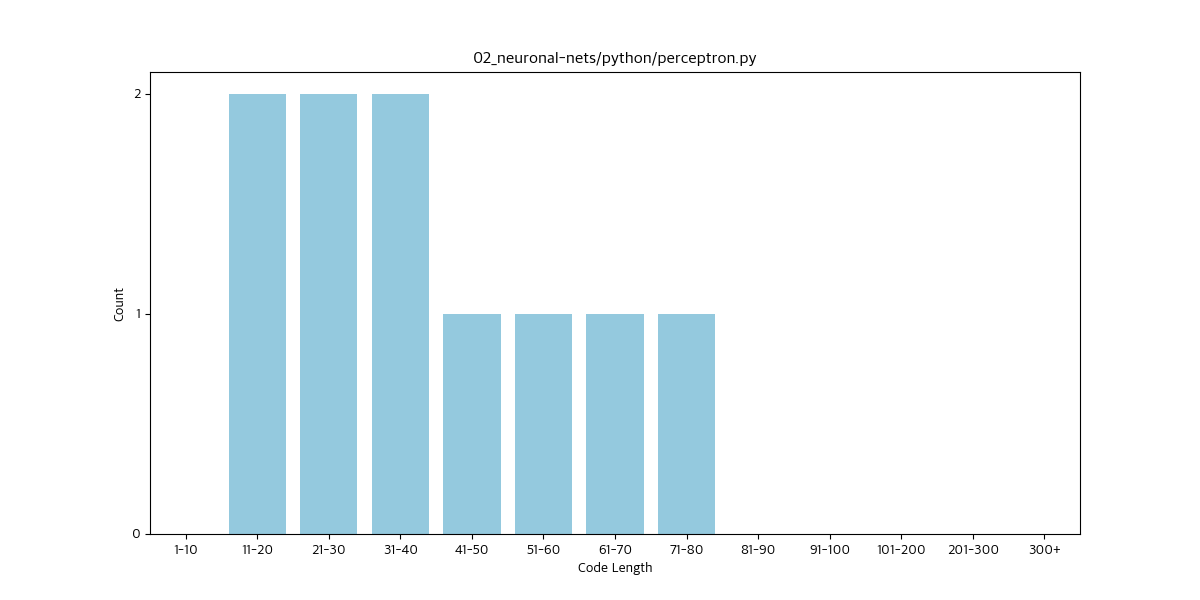 02_neuronal-nets/python/perceptron.py
Count
2
1
0
1-10 11-20 21-30 31-40 41-50 51-60 61-70 71-80 81-90 91-100 101-200 201-300 300+
Code Length